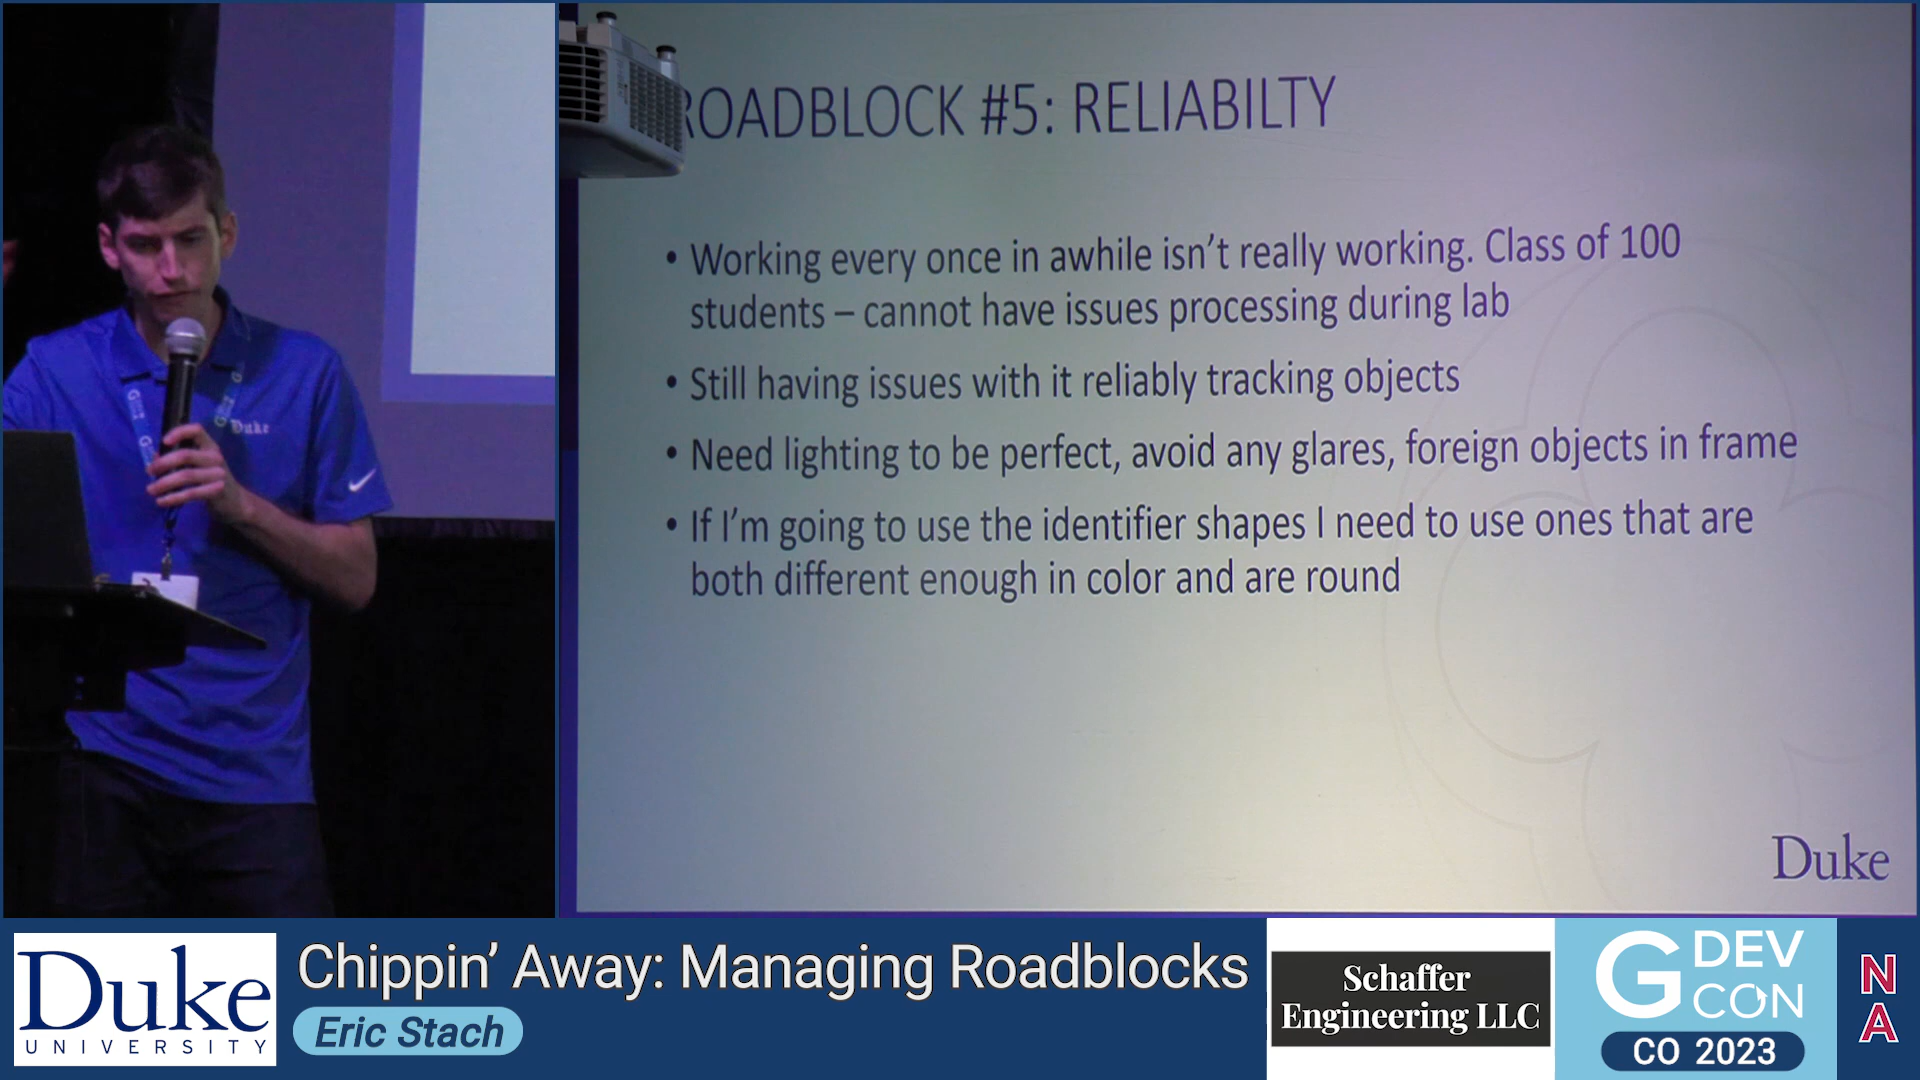 ROADBLOCK #5: RELIABILTY
• Working every once in awhile isn't really working. Class of 100
students – cannot have issues processing during lab
• Still having issues with it reliably tracking objects
• Need lighting to be perfect, avoid any glares, foreign objects in frame
• If I'm going to use the identifier shapes I need to use ones that are
both different enough in color and are round
Duke
Duke
Duke
UNIVERSITY
Chippin' Away: Managing Roadblocks
Eric Stach
Schaffer
Engineering LLC
G DEV
CON
CO 2023
N
A